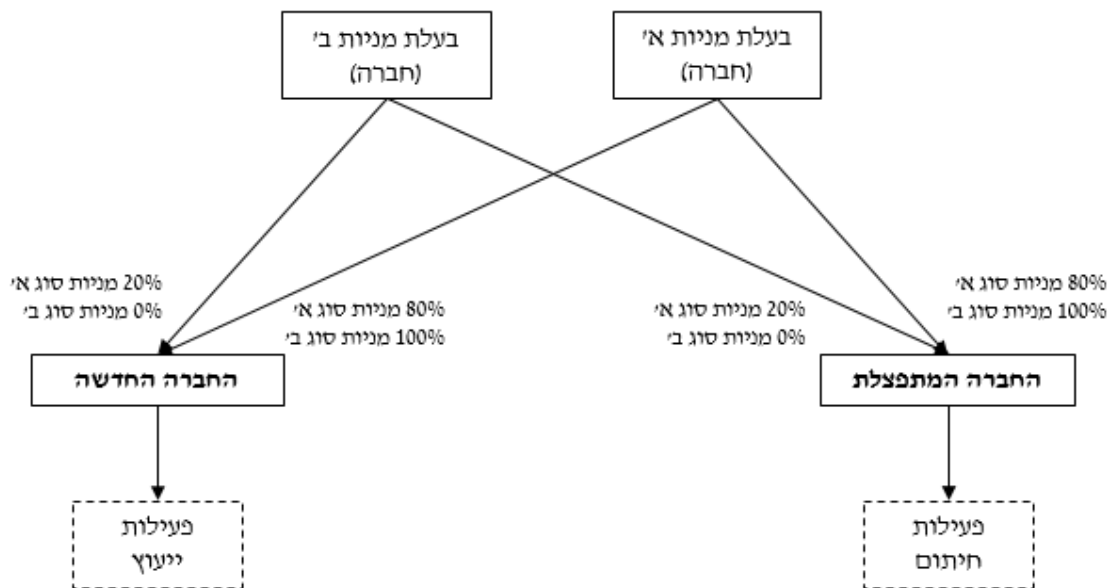 בעלת מניות א׳
(חברה)
בעלת מניות ב׳
(חברה)
80% מניות סוג א׳
100% מניות סוג ב׳
20% מניות סוג א׳
0% מניות סוג ב׳
80% מניות סוג א׳
100% מניות סוג ב׳
20% מניות סוג א׳
0% מניות סוג ב׳
החברה המתפצלת
החברה החדשה
פעילות
חיתום
פעילות
ייעוץ